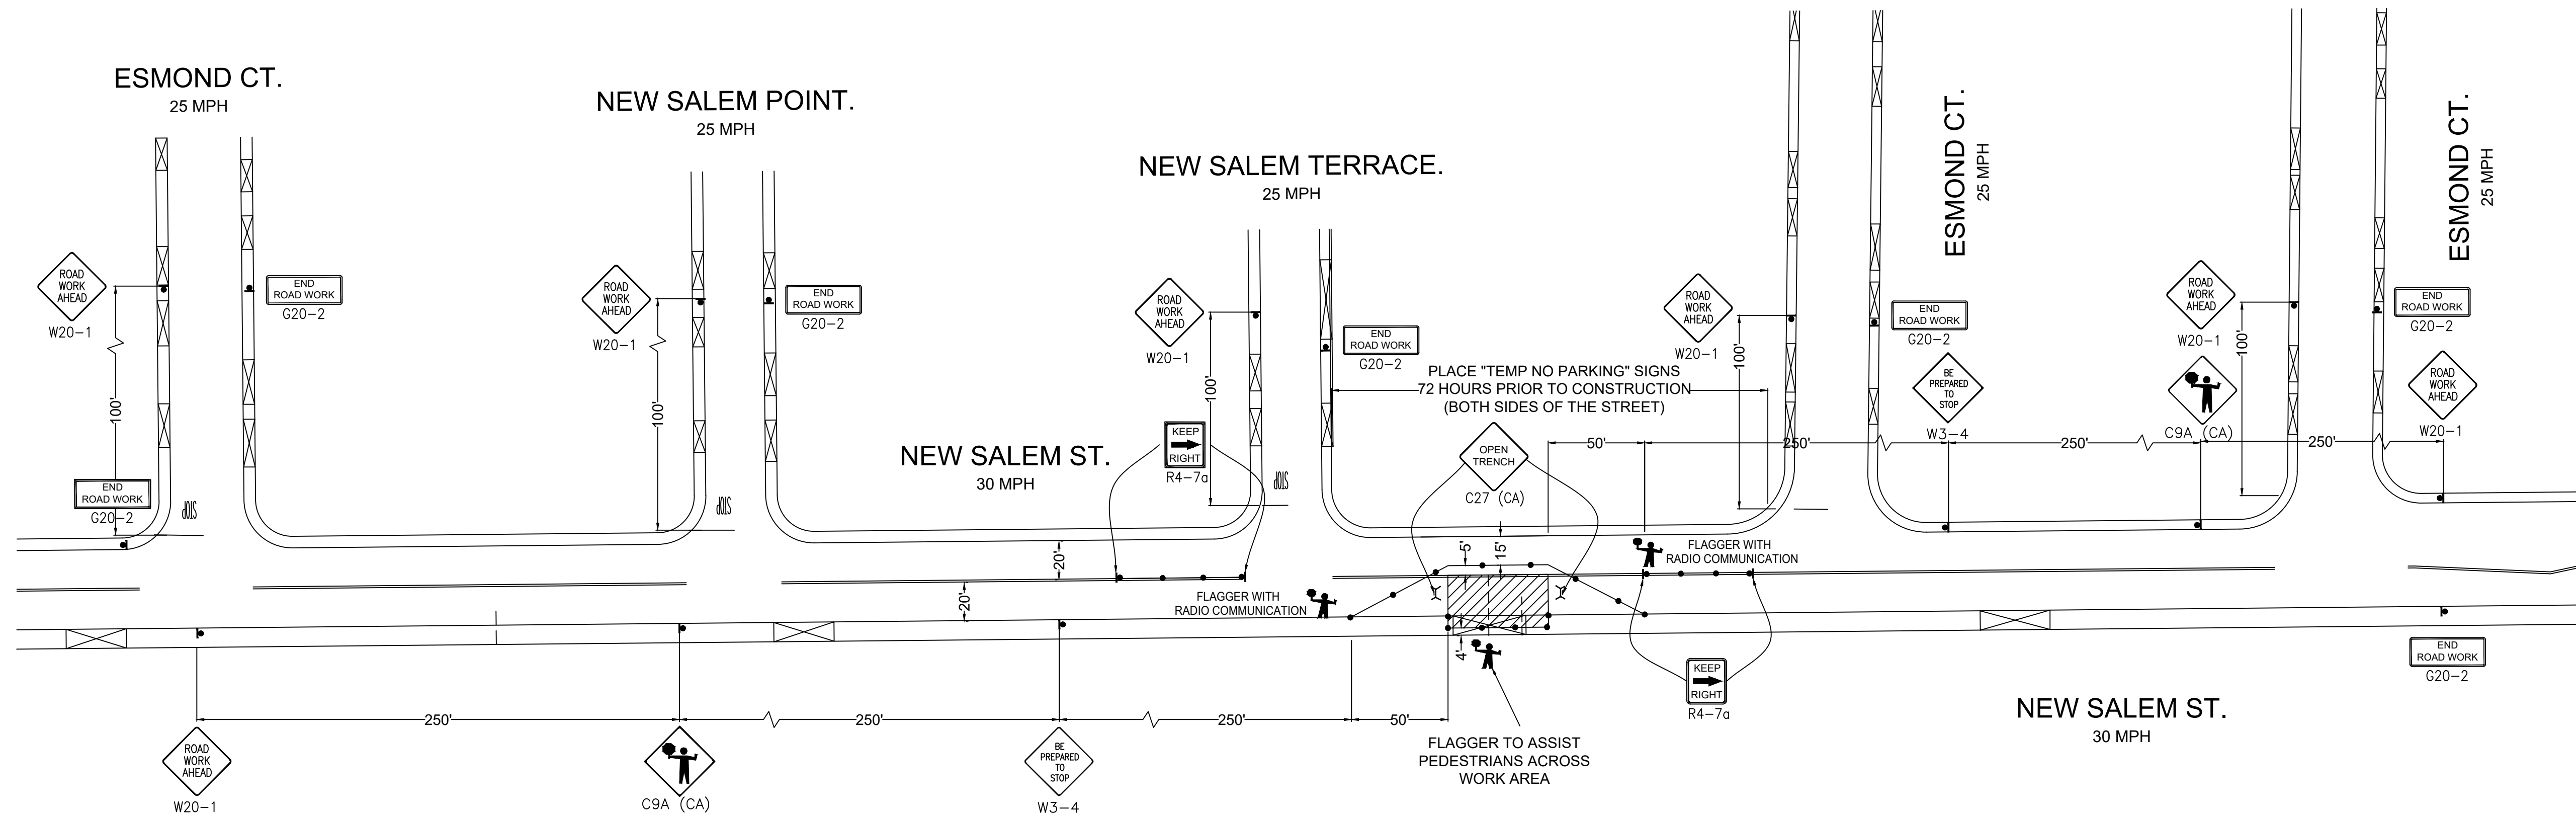 ESMOND CT.
25 MPH
NEW SALEM POINT.
25 MPH
NEW SALEM TERRACE.
25 MPH
ESMOND CT.
25 MPH
ESMOND CT.
25 MPH
ROAD
WORK
AHEAD
W20-1
END
ROAD WORK
G20-2
100'
END
ROAD WORK
G20-2
STOP
ROAD
WORK
AHEAD
W20-1
END
ROAD WORK
G20-2
100'
STOP
ROAD
WORK
AHEAD
W20-1
END
ROAD WORK
G20-2
100'
STOP
KEEP
RIGHT
R4-7a
NEW SALEM ST.
30 MPH
PLACE "TEMP NO PARKING" SIGNS
72 HOURS PRIOR TO CONSTRUCTION
(BOTH SIDES OF THE STREET)
OPEN
TRENCH
C27 (CA)
ROAD
WORK
AHEAD
W20-1
100'
END
ROAD WORK
G20-2
BE
PREPARED
TO
STOP
W3-4
ROAD
WORK
AHEAD
W20-1
C9A (CA)
100'
END
ROAD WORK
G20-2
ROAD
WORK
AHEAD
W20-1
50'
250'
250'
250'
20'
20'
5'
15'
4'
FLAGGER WITH
RADIO COMMUNICATION
FLAGGER WITH
RADIO COMMUNICATION
FLAGGER TO ASSIST
PEDESTRIANS ACROSS
WORK AREA
KEEP
RIGHT
R4-7a
END
ROAD WORK
G20-2
NEW SALEM ST.
30 MPH
250'
250'
250'
50'
ROAD
WORK
AHEAD
W20-1
C9A (CA)
BE
PREPARED
TO
STOP
W3-4